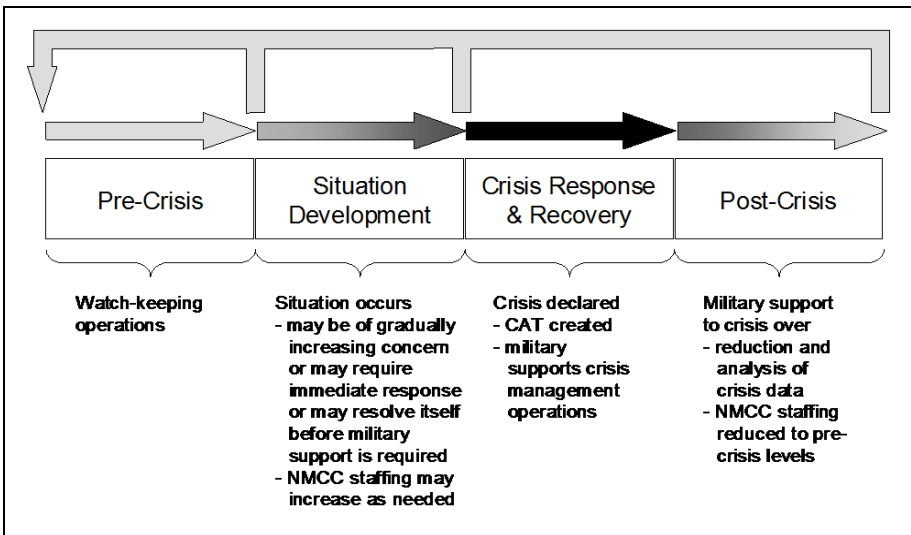 Pre-Crisis
Situation
Development
Crisis Response
& Recovery
Post-Crisis
Watch-keeping
operations
Situation occurs
- may be of gradually
increasing concern
or may require
immediate response
or may resolve itself
before military
support is required
- NMCC staffing may
increase as needed
Crisis declared
- CAT created
- military
supports crisis
management
operations
Military support
to crisis over
- reduction and
analysis of
crisis data
- NMCC staffing
reduced to pre-
crisis levels